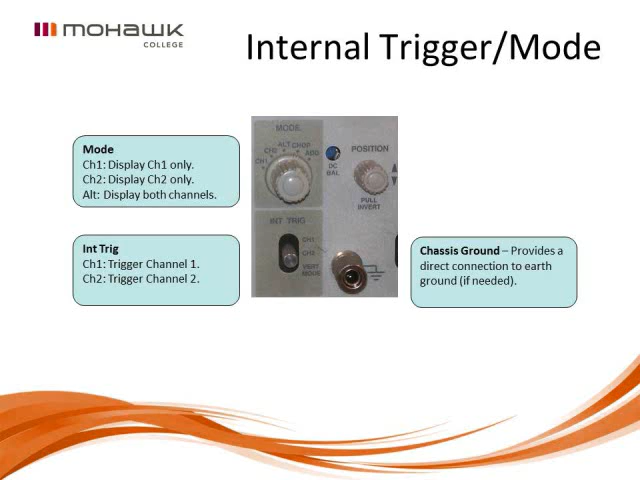 mohawk
COLLEGE
Internal Trigger/Mode
Mode
Ch1: Display Ch1 only.
Ch2: Display Ch2 only.
Alt: Display both channels.
Int Trig
Ch1: Trigger Channel 1.
Ch2: Trigger Channel 2.
MODE
CH1
CH2
ALT
CHOP
ADD
DC
BAL
POSITION
PULL
INVERT
INT TRIG
CH1
CH2
VERT
MODE
Chassis Ground – Provides a
direct connection to earth
ground (if needed).